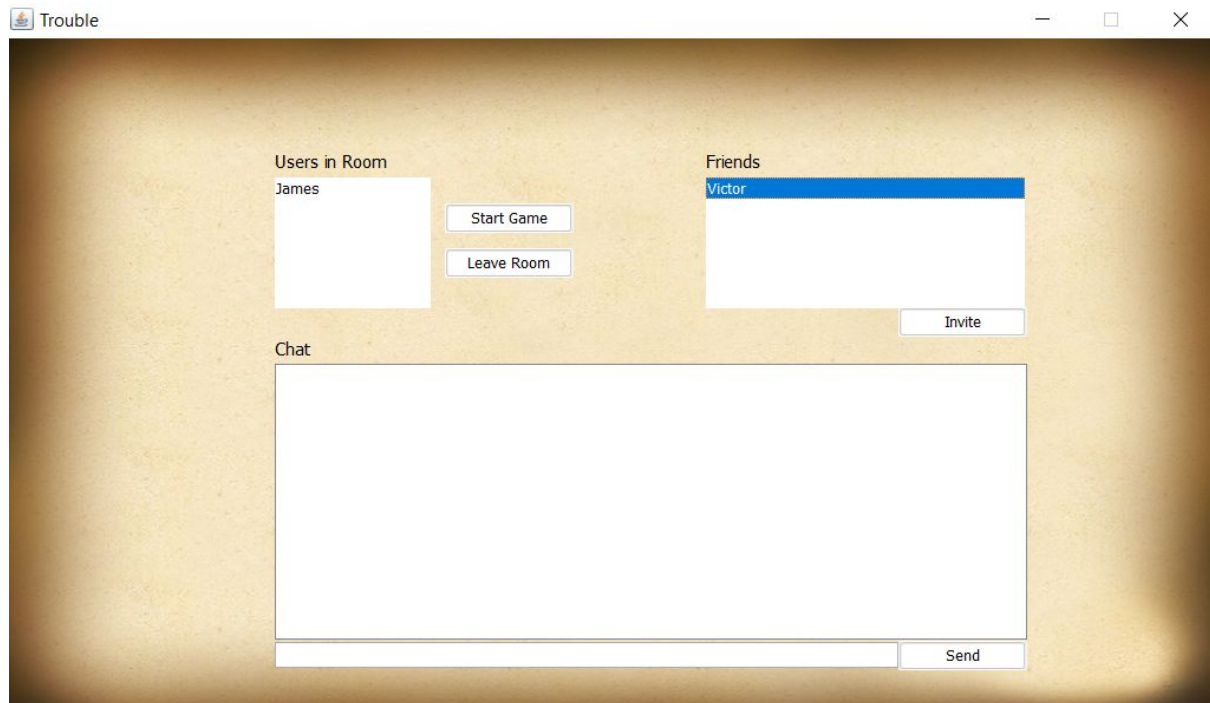 Trouble
Users in Room
Friends
James
Victor
Start Game
Leave Room
Invite
Chat
Send